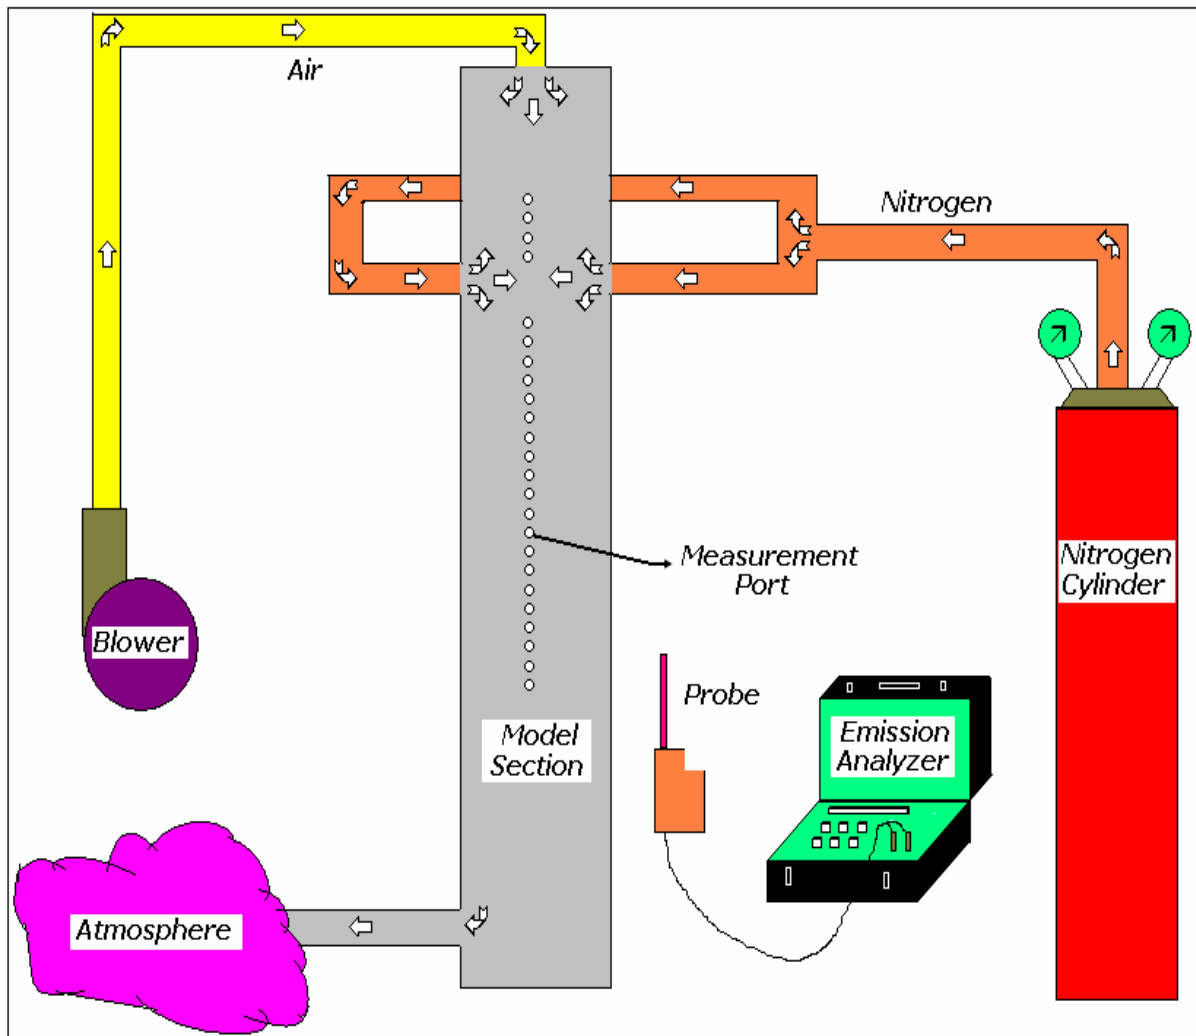 Air
Nitrogen
Measurement
Port
Nitrogen
Cylinder
Blower
Probe
Model
Section
Emission
Analyzer
Atmosphere